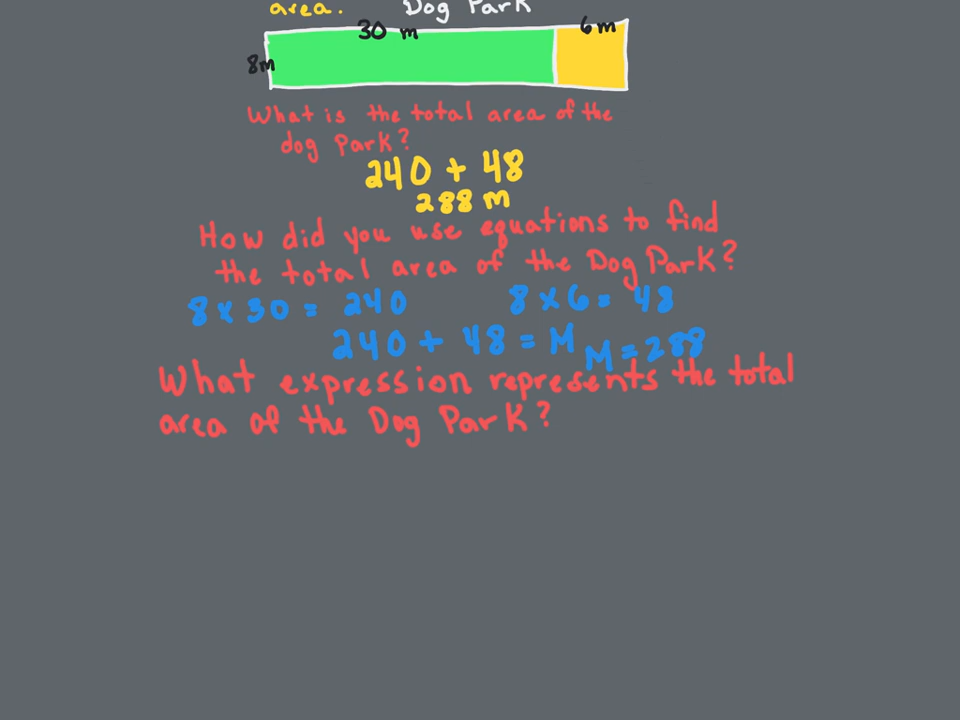 area. Dog Park
30 m 6m
8m
What is the total area of the
dog Park?
240 + 48
288 m
How did you use equations to find
the total area of the Dog Park?
8 x 30 = 240 8 x 6 = 48
240 + 48 = M M = 288
What expression represents the total
area of the Dog Park?